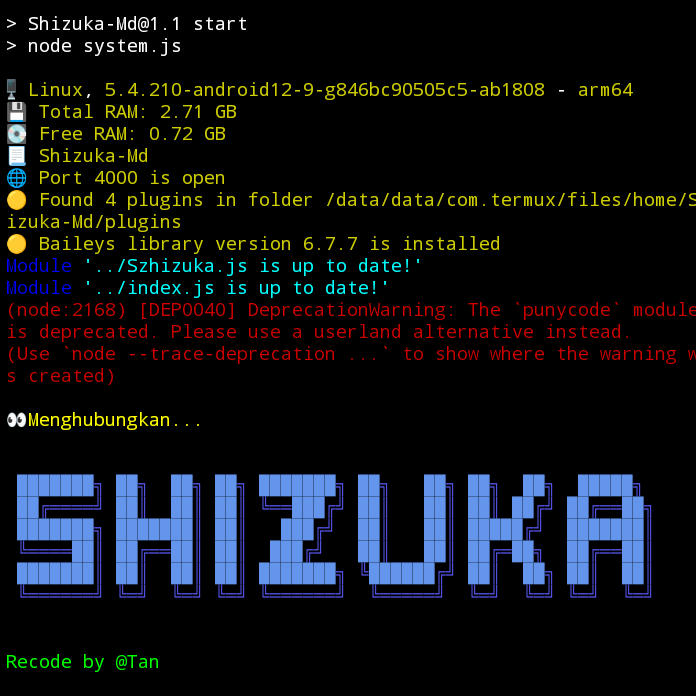 > Shizuka-Md@1.1 start
> node system.js
🖥️ Linux, 5.4.210-android12-9-g846bc90505c5-ab1808 - arm64
💾 Total RAM: 2.71 GB
💽 Free RAM: 0.72 GB
📃 Shizuka-Md
🌐 Port 4000 is open
🟡 Found 4 plugins in folder /data/data/com.termux/files/home/S
izuka-Md/plugins
🟡 Baileys library version 6.7.7 is installed
Module '../Szhizuka.js is up to date!'
Module '../index.js is up to date!'
(node:2168) [DEP0040] DeprecationWarning: The `punycode` module
is deprecated. Please use a userland alternative instead.
(Use `node --trace-deprecation ...` to show where the warning w
s created)
👀Menghubungkan...
SHIZUKA
Recode by @Tan